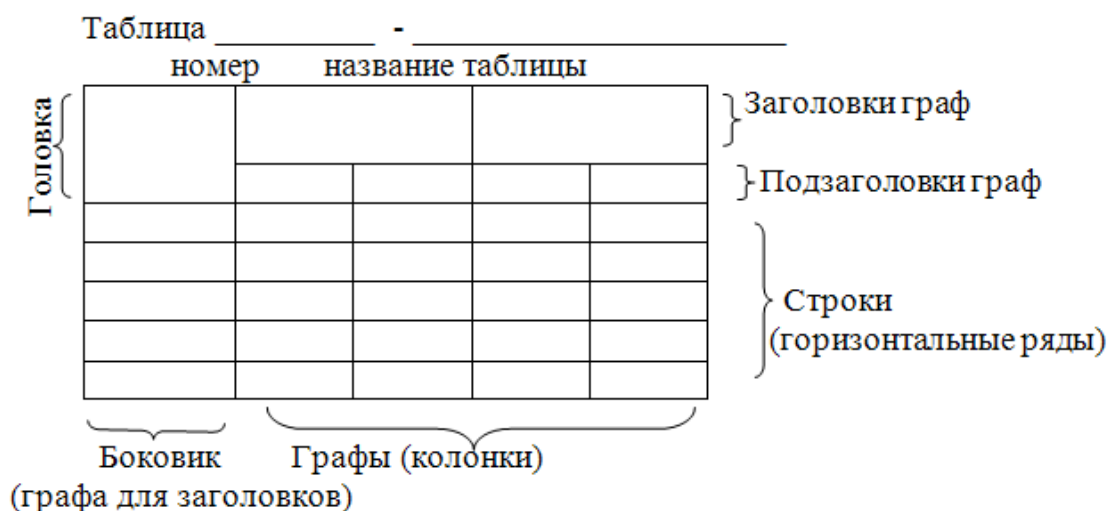 Таблица __________ - ______________________
номер название таблицы
Головка
Заголовки граф
Подзаголовки граф
Строки
(горизонтальные ряды)
Боковик
(графа для заголовков)
Графы (колонки)